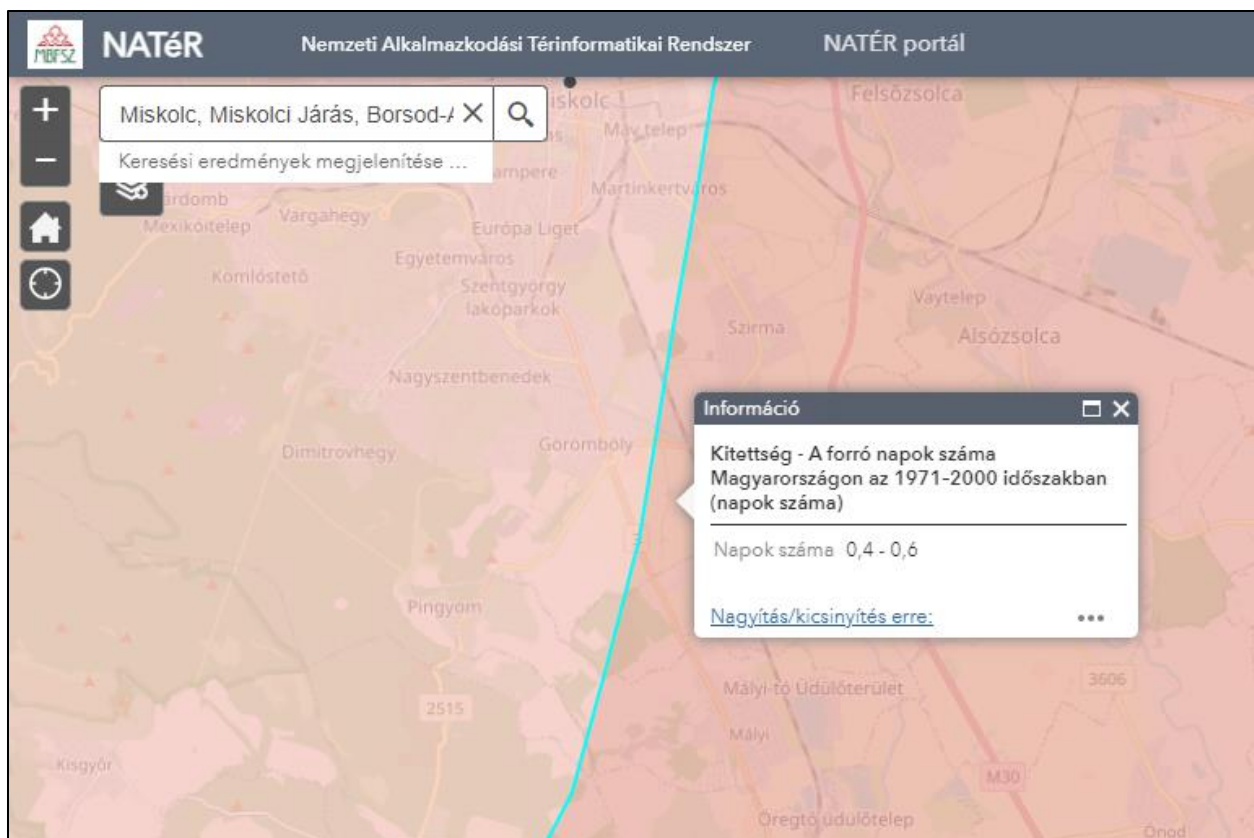 MBFSZ
NATéR
Nemzeti Alkalmazkodási Térinformatikai Rendszer
NATÉR portál
+
Miskolc, Miskolci Járás, Borsod-A
Keresési eredmények megjelenítése ...
−
Felsőzsolca
Máv telep
Martinkertváros
Vargahegy
Mexikóitelep
Európa Liget
Egyetemváros
Komlóstető
Szentgyörgy
lakóparkok
Vaytelep
Szirma
Alsózsolca
Nagyszentbenedek
Információ
Kitettség - A forró napok száma
Magyarországon az 1971-2000 időszakban
(napok száma)
Napok száma 0,4 - 0,6
Nagyítás/kicsinyítés erre:
•••
Görömböly
Dimitrovhegy
Pingyom
Mályi-tó Üdülőterület
3606
2515
Mályi
Kisgyőr
M30
Öregtó üdülőtelep
Ónod